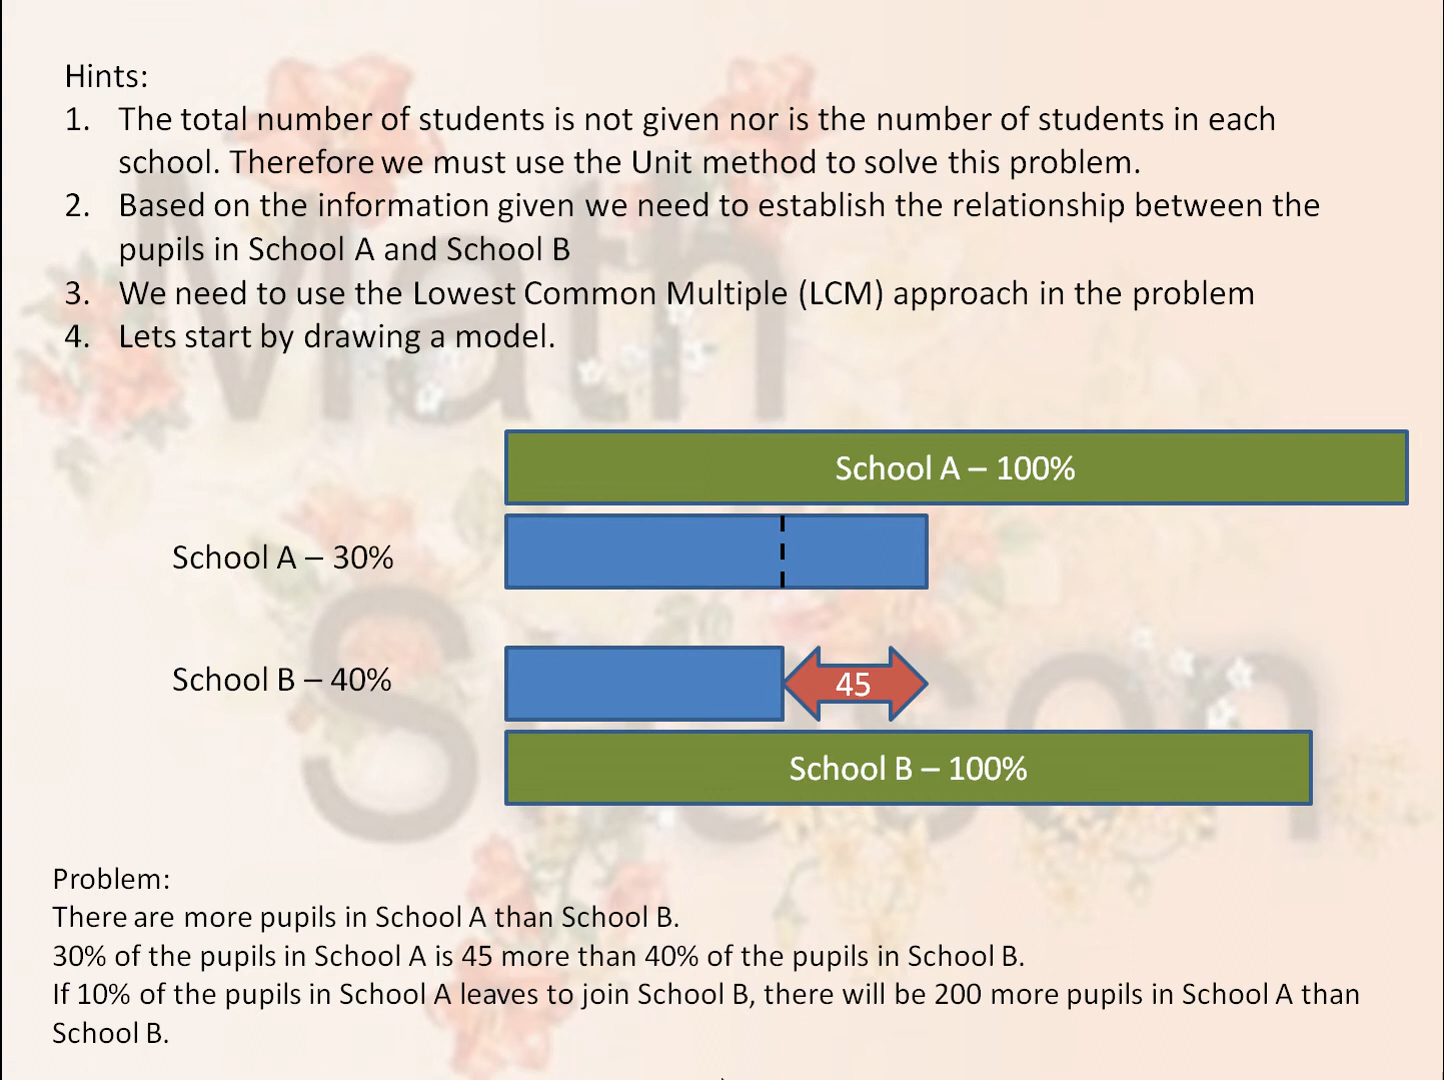 Hints:
1. The total number of students is not given nor is the number of students in each
school. Therefore we must use the Unit method to solve this problem.
2. Based on the information given we need to establish the relationship between the
pupils in School A and School B
3. We need to use the Lowest Common Multiple (LCM) approach in the problem
4. Lets start by drawing a model.
School A – 100%
School A – 30%
School B – 40%
45
School B – 100%
Problem:
There are more pupils in School A than School B.
30% of the pupils in School A is 45 more than 40% of the pupils in School B.
If 10% of the pupils in School A leaves to join School B, there will be 200 more pupils in School A than
School B.
Math